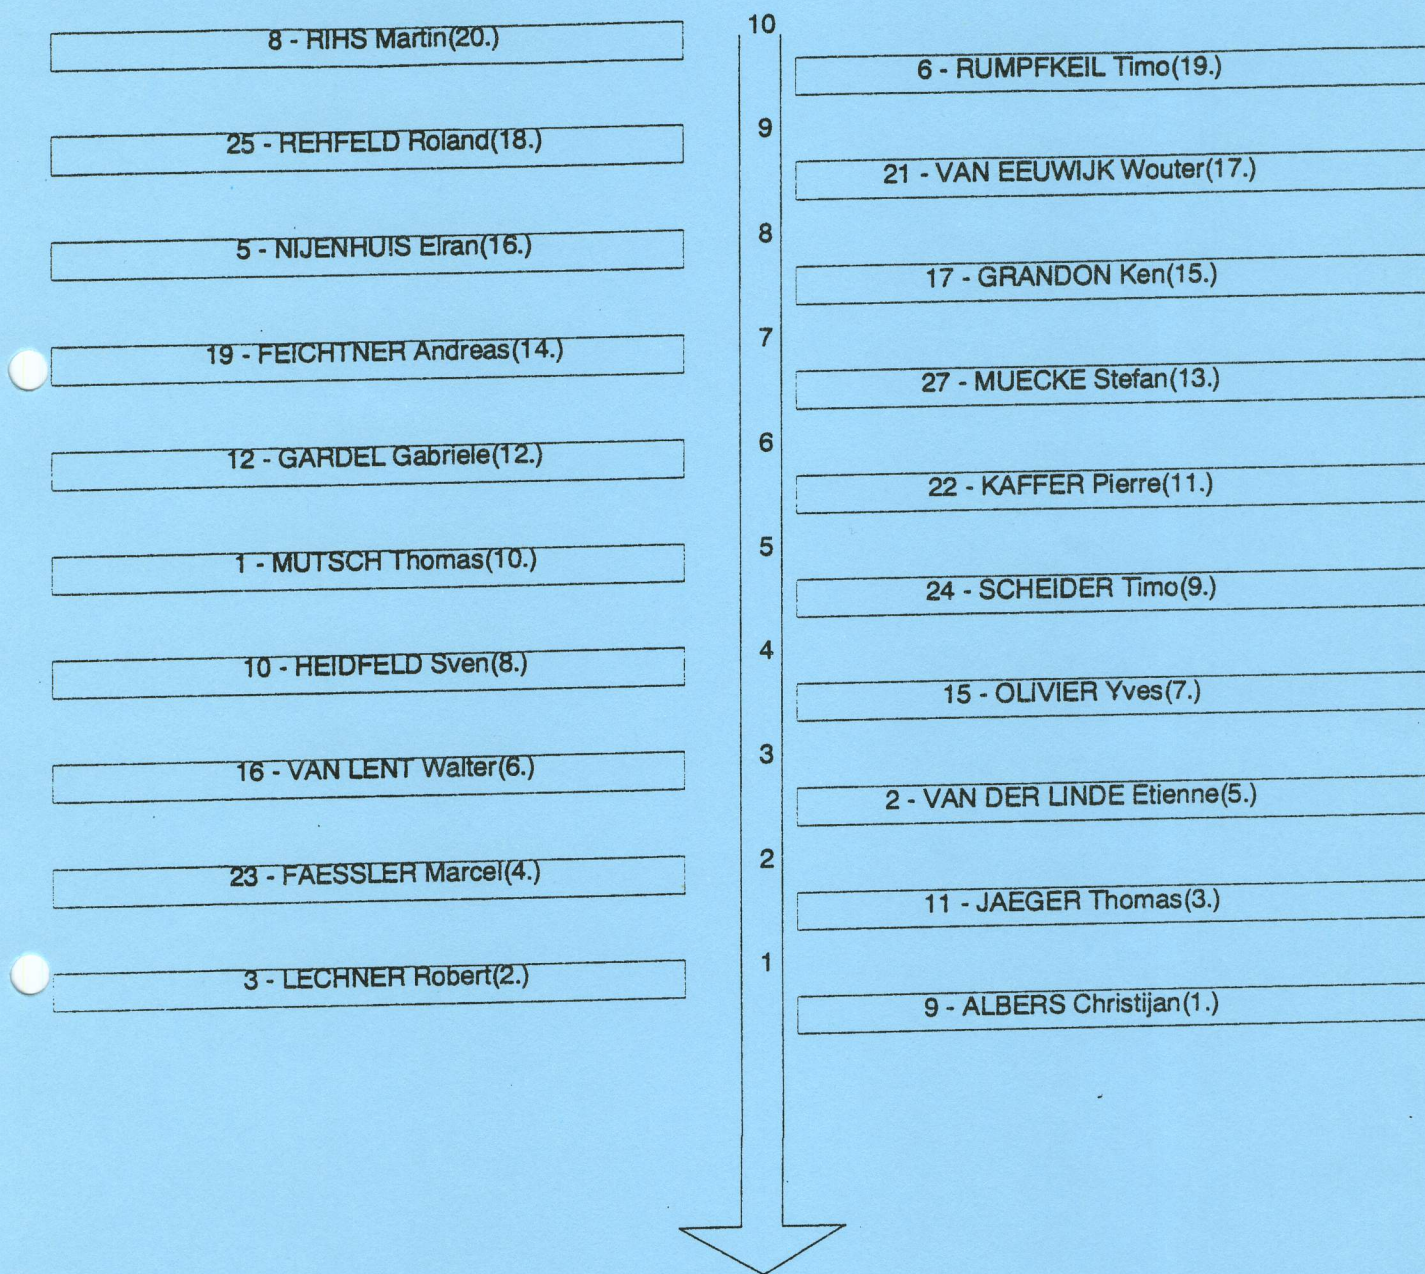 10
8 - RIHS Martin(20.)
6 - RUMPFKEIL Timo(19.)
9
25 - REHFELD Roland(18.)
21 - VAN EEUWIJK Wouter(17.)
8
5 - NIJENHUIS Elran(16.)
17 - GRANDON Ken(15.)
7
19 - FEICHTNER Andreas(14.)
27 - MUECKE Stefan(13.)
6
12 - GARDEL Gabriele(12.)
22 - KAFFER Pierre(11.)
5
1 - MUTSCH Thomas(10.)
24 - SCHEIDER Timo(9.)
4
10 - HEIDFELD Sven(8.)
15 - OLIVIER Yves(7.)
3
16 - VAN LENT Walter(6.)
2 - VAN DER LINDE Etienne(5.)
2
23 - FAESSLER Marcel(4.)
11 - JAEGER Thomas(3.)
1
3 - LECHNER Robert(2.)
9 - ALBERS Christijan(1.)